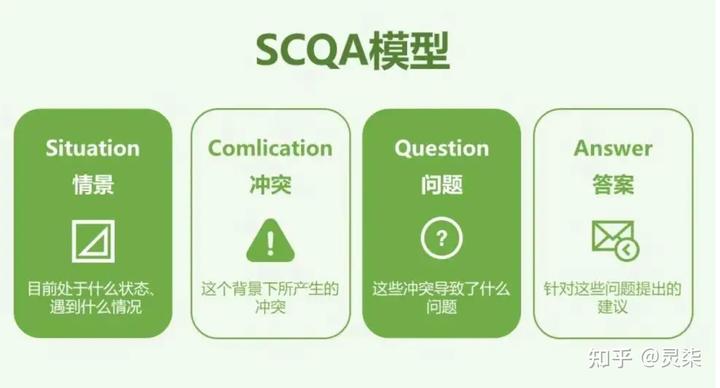 SCQA模型
Situation
情景
目前处于什么状态、
遇到什么情况
Comlication
冲突
这个背景下所产生的
冲突
Question
问题
?
这些冲突导致了什么
问题
Answer
答案
针对这些问题提出的
建议
知乎 @灵柒